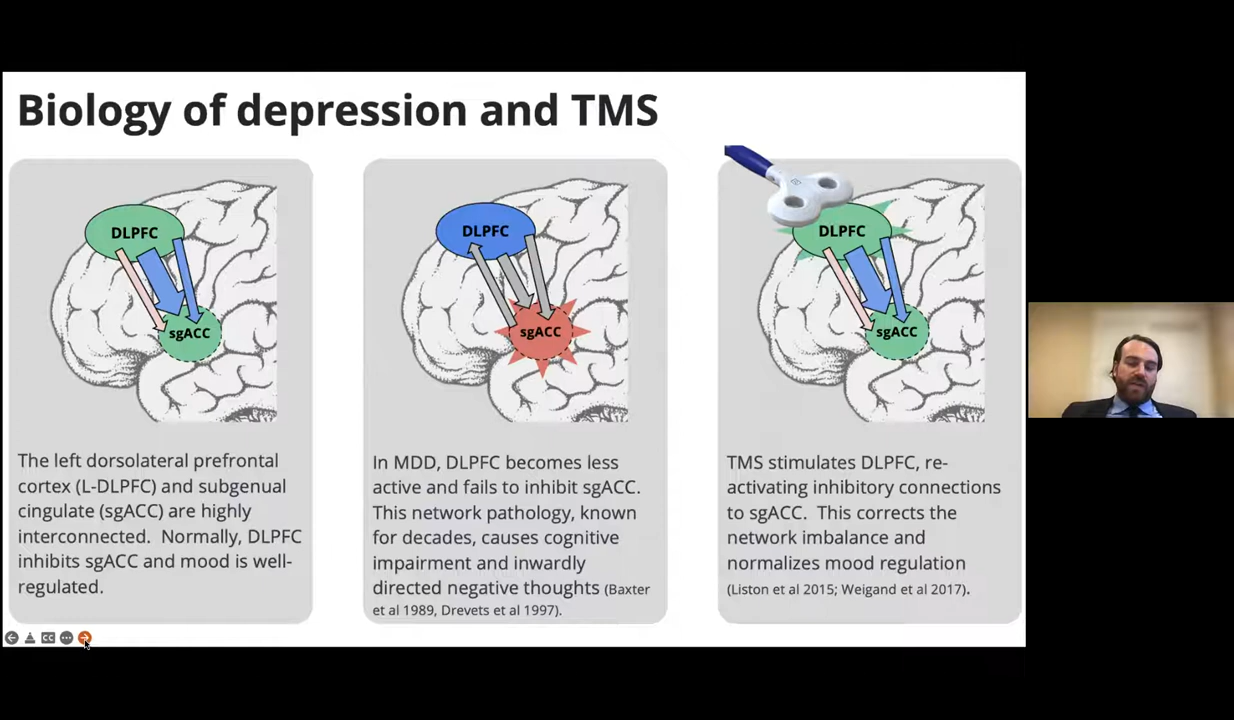 Biology of depression and TMS
DLPFC
sgACC
The left dorsolateral prefrontal
cortex (L-DLPFC) and subgenual
cingulate (sgACC) are highly
interconnected. Normally, DLPFC
inhibits sgACC and mood is well-
regulated.
DLPFC
sgACC
In MDD, DLPFC becomes less
active and fails to inhibit sgACC.
This network pathology, known
for decades, causes cognitive
impairment and inwardly
directed negative thoughts (Baxter
et al 1989, Drevets et al 1997).
DLPFC
sgACC
TMS stimulates DLPFC, re-
activating inhibitory connections
to sgACC. This corrects the
network imbalance and
normalizes mood regulation
(Liston et al 2015; Weigand et al 2017).
CC